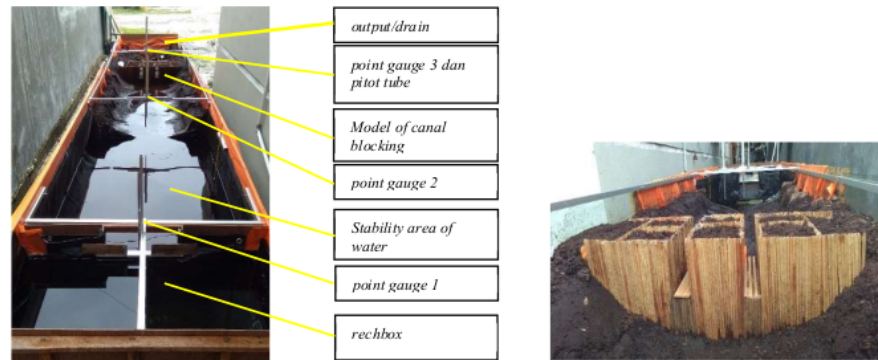 output/drain
point gauge 3 dan
pitot tube
Model of canal
blocking
point gauge 2
Stability area of
water
point gauge 1
rechbox